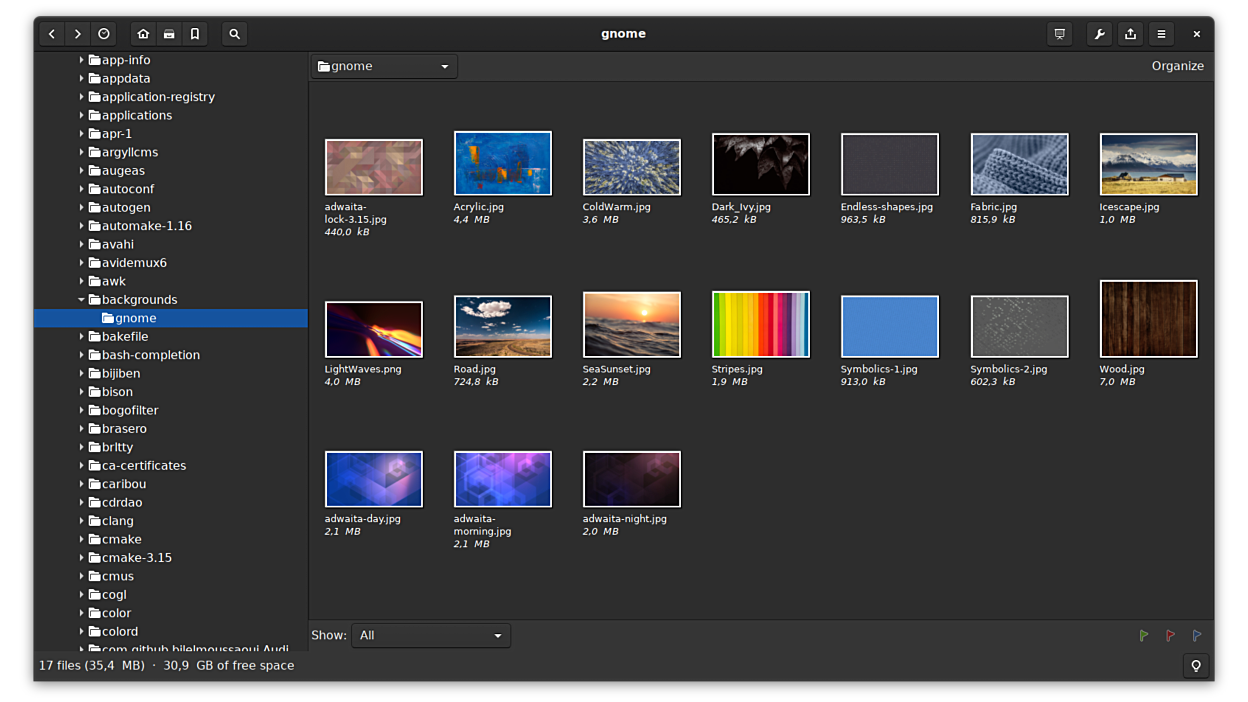 gnome
app-info
appdata
application-registry
applications
apr-1
argyllcms
augeas
autoconf
autogen
automake-1.16
avahi
avidemux6
awk
backgrounds
gnome
bakefile
bash-completion
bijiben
bison
bogofilter
brasero
brltty
ca-certificates
caribou
cdrdao
clang
cmake
cmake-3.15
cmus
cogl
color
colord
com.github.bilelmoussaoui.Audi
gnome
Organize
adwaita-
lock-3.15.jpg
440,0 kB
Acrylic.jpg
4,4 MB
ColdWarm.jpg
3,6 MB
Dark_Ivy.jpg
465,2 kB
Endless-shapes.jpg
963,5 kB
Fabric.jpg
815,9 kB
Icescape.jpg
1,0 MB
LightWaves.png
4,0 MB
Road.jpg
724,8 kB
SeaSunset.jpg
2,2 MB
Stripes.jpg
1,9 MB
Symbolics-1.jpg
913,0 kB
Symbolics-2.jpg
602,3 kB
Wood.jpg
7,0 MB
adwaita-day.jpg
2,1 MB
adwaita-
morning.jpg
2,1 MB
adwaita-night.jpg
2,0 MB
Show: All
17 files (35,4 MB) · 30,9 GB of free space